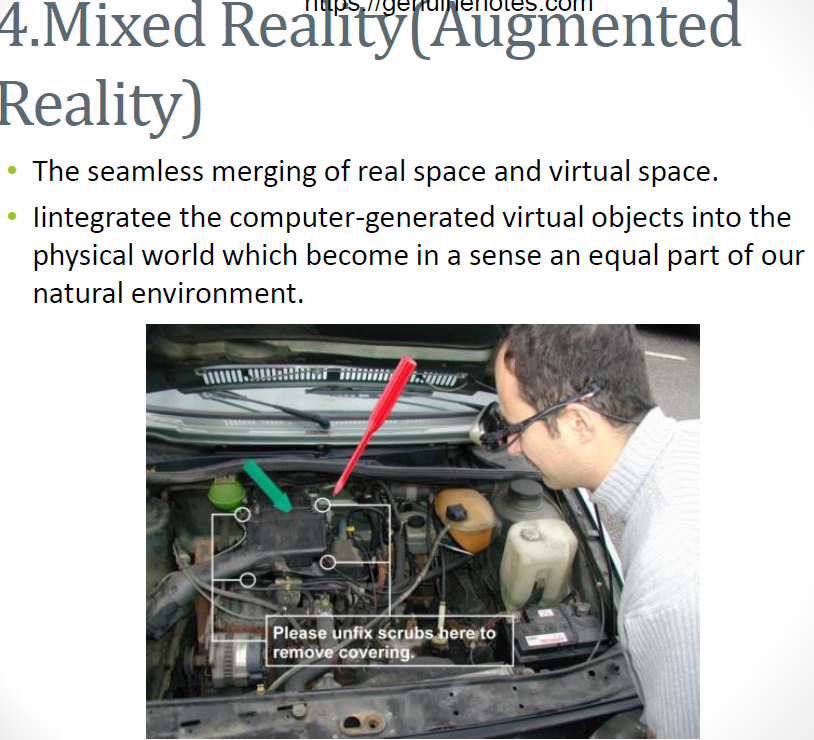 https://genuinenotes.com
4.Mixed Reality(Augmented
Reality)
• The seamless merging of real space and virtual space.
• Iintegratee the computer-generated virtual objects into the
physical world which become in a sense an equal part of our
natural environment.
Please unfix scrubs here to
remove covering.